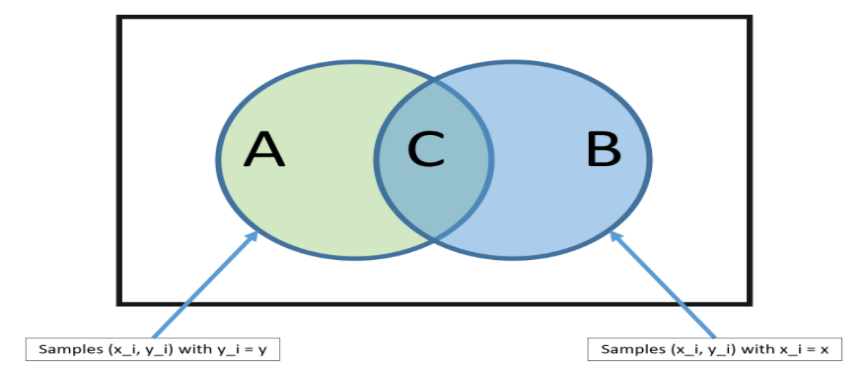 A
C
B
Samples (x_i, y_i) with y_i = y
Samples (x_i, y_i) with x_i = x